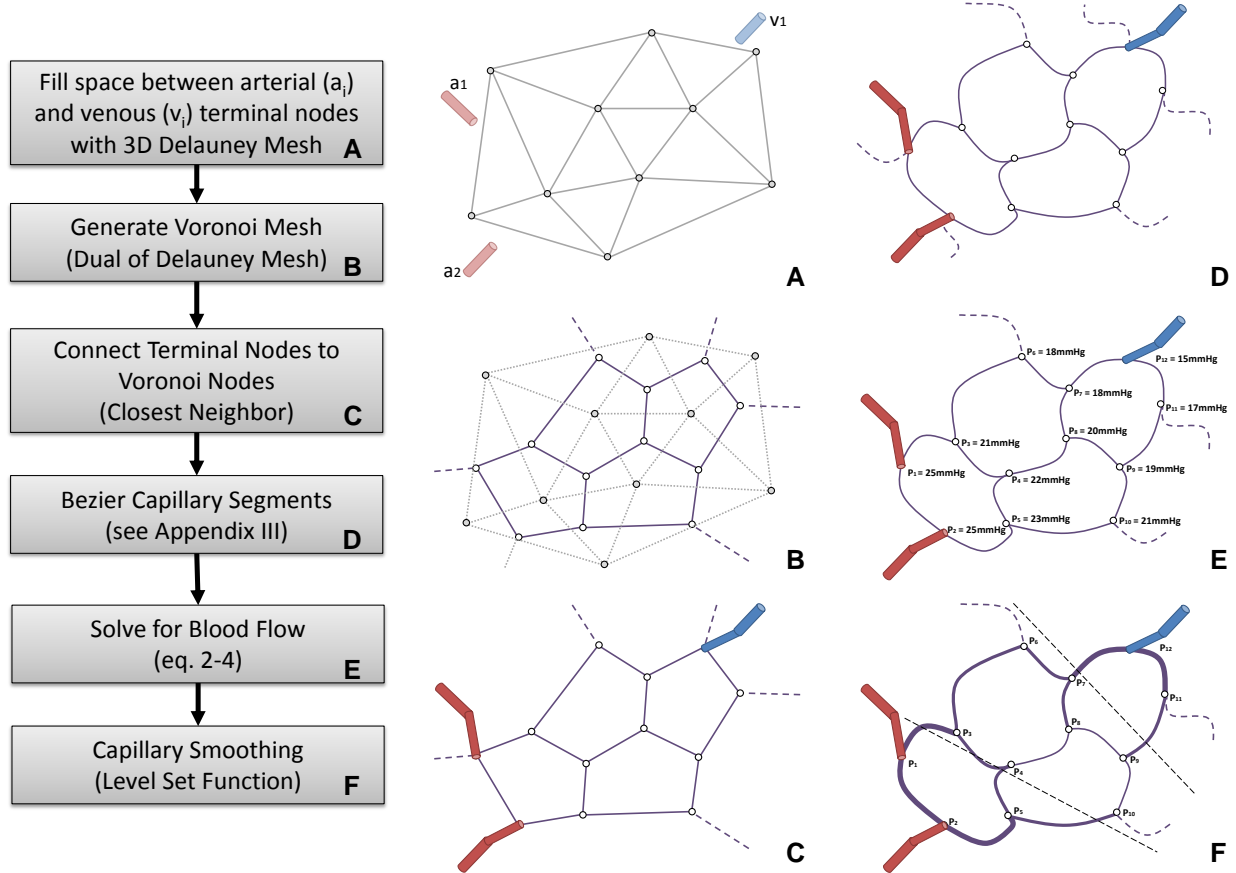 Fill space between arterial (ai)
and venous (vi) terminal nodes
with 3D Delauney Mesh
A
Generate Voronoi Mesh
(Dual of Delauney Mesh)
B
Connect Terminal Nodes to
Voronoi Nodes
(Closest Neighbor)
C
Bezier Capillary Segments
(see Appendix III)
D
Solve for Blood Flow
(eq. 2-4)
E
Capillary Smoothing
(Level Set Function)
F
a1
v1
a2
A
B
C
D
P6 = 18mmHg
P12 = 15mmHg
P7 = 18mmHg
P11 = 17mmHg
P8 = 20mmHg
P3 = 21mmHg
P9 = 19mmHg
P1 = 25mmHg
P4 = 22mmHg
P5 = 23mmHg
P10 = 21mmHg
P2 = 25mmHg
E
P6
P12
P7
P11
P8
P3
P9
P1
P4
P5
P10
P2
F